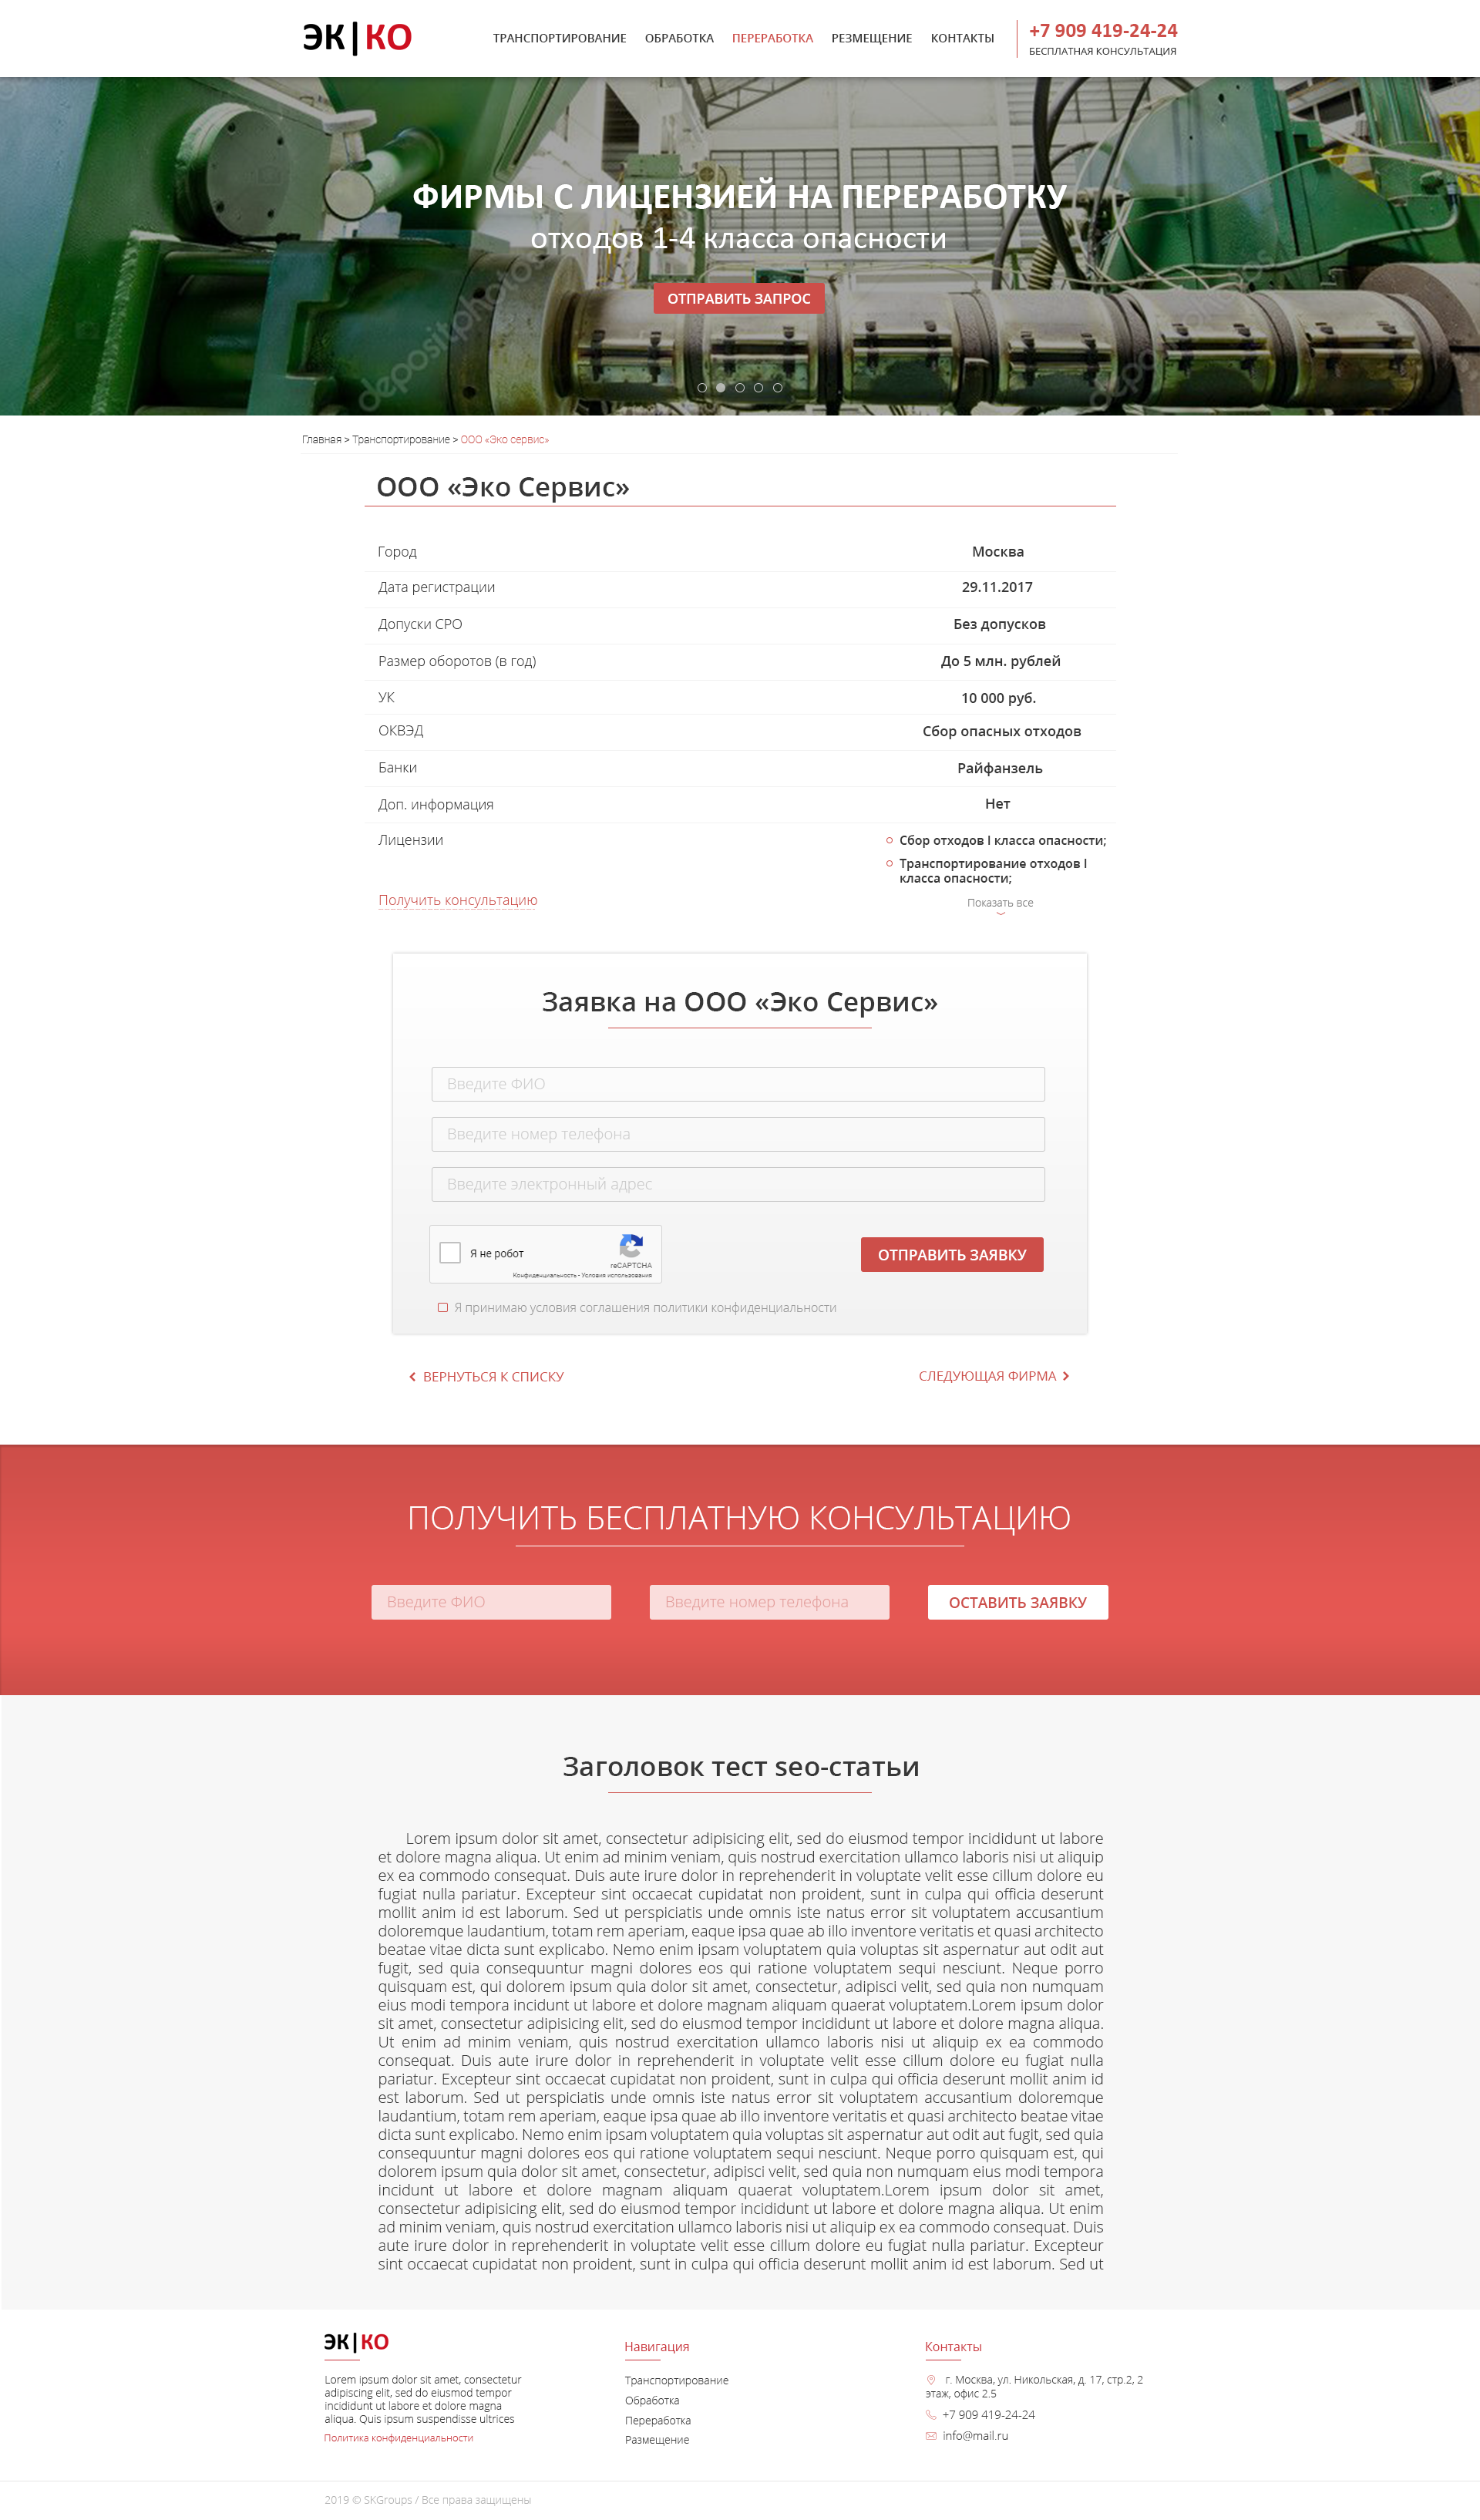 ЭК|КО
ТРАНСПОРТИРОВАНИЕ ОБРАБОТКА ПЕРЕРАБОТКА РЕЗМЕЩЕНИЕ КОНТАКТЫ
+7 909 419-24-24
БЕСПЛАТНАЯ КОНСУЛЬТАЦИЯ
ФИРМЫ С ЛИЦЕНЗИЕЙ НА ПЕРЕРАБОТКУ
отходов 1-4 класса опасности
ОТПРАВИТЬ ЗАПРОС
depositphotos
depositphotos
Главная > Транспортирование > ООО «Эко сервис»
ООО «Эко Сервис»
Город Москва
Дата регистрации 29.11.2017
Допуски СРО Без допусков
Размер оборотов (в год) До 5 млн. рублей
УК 10 000 руб.
ОКВЭД Сбор опасных отходов
Банки Райфанзель
Доп. информация Нет
Лицензии Сбор отходов I класса опасности;
Транспортирование отходов I
класса опасности;
Получить консультацию Показать все
Заявка на ООО «Эко Сервис»
Введите ФИО
Введите номер телефона
Введите электронный адрес
Я не робот
reCAPTCHA
Конфиденциальность - Условия использования
ОТПРАВИТЬ ЗАЯВКУ
Я принимаю условия соглашения политики конфиденциальности
ВЕРНУТЬСЯ К СПИСКУ СЛЕДУЮЩАЯ ФИРМА
ПОЛУЧИТЬ БЕСПЛАТНУЮ КОНСУЛЬТАЦИЮ
Введите ФИО Введите номер телефона ОСТАВИТЬ ЗАЯВКУ
Заголовок тест seo-статьи
Lorem ipsum dolor sit amet, consectetur adipisicing elit, sed do eiusmod tempor incididunt ut labore
et dolore magna aliqua. Ut enim ad minim veniam, quis nostrud exercitation ullamco laboris nisi ut aliquip
ex ea commodo consequat. Duis aute irure dolor in reprehenderit in voluptate velit esse cillum dolore eu
fugiat nulla pariatur. Excepteur sint occaecat cupidatat non proident, sunt in culpa qui officia deserunt
mollit anim id est laborum. Sed ut perspiciatis unde omnis iste natus error sit voluptatem accusantium
doloremque laudantium, totam rem aperiam, eaque ipsa quae ab illo inventore veritatis et quasi architecto
beatae vitae dicta sunt explicabo. Nemo enim ipsam voluptatem quia voluptas sit aspernatur aut odit aut
fugit, sed quia consequuntur magni dolores eos qui ratione voluptatem sequi nesciunt. Neque porro
quisquam est, qui dolorem ipsum quia dolor sit amet, consectetur, adipisci velit, sed quia non numquam
eius modi tempora incidunt ut labore et dolore magnam aliquam quaerat voluptatem.Lorem ipsum dolor
sit amet, consectetur adipisicing elit, sed do eiusmod tempor incididunt ut labore et dolore magna aliqua.
Ut enim ad minim veniam, quis nostrud exercitation ullamco laboris nisi ut aliquip ex ea commodo
consequat. Duis aute irure dolor in reprehenderit in voluptate velit esse cillum dolore eu fugiat nulla
pariatur. Excepteur sint occaecat cupidatat non proident, sunt in culpa qui officia deserunt mollit anim id
est laborum. Sed ut perspiciatis unde omnis iste natus error sit voluptatem accusantium doloremque
laudantium, totam rem aperiam, eaque ipsa quae ab illo inventore veritatis et quasi architecto beatae vitae
dicta sunt explicabo. Nemo enim ipsam voluptatem quia voluptas sit aspernatur aut odit aut fugit, sed quia
consequuntur magni dolores eos qui ratione voluptatem sequi nesciunt. Neque porro quisquam est, qui
dolorem ipsum quia dolor sit amet, consectetur, adipisci velit, sed quia non numquam eius modi tempora
incidunt ut labore et dolore magnam aliquam quaerat voluptatem.Lorem ipsum dolor sit amet,
consectetur adipisicing elit, sed do eiusmod tempor incididunt ut labore et dolore magna aliqua. Ut enim
ad minim veniam, quis nostrud exercitation ullamco laboris nisi ut aliquip ex ea commodo consequat. Duis
aute irure dolor in reprehenderit in voluptate velit esse cillum dolore eu fugiat nulla pariatur. Excepteur
sint occaecat cupidatat non proident, sunt in culpa qui officia deserunt mollit anim id est laborum. Sed ut
ЭК|КО
Lorem ipsum dolor sit amet, consectetur
adipiscing elit, sed do eiusmod tempor
incididunt ut labore et dolore magna
aliqua. Quis ipsum suspendisse ultrices
Политика конфиденциальности
Навигация
Транспортирование
Обработка
Переработка
Размещение
Контакты
г. Москва, ул. Никольская, д. 17, стр.2, 2
этаж, офис 2.5
+7 909 419-24-24
info@mail.ru
2019 © SKGroups / Все права защищены